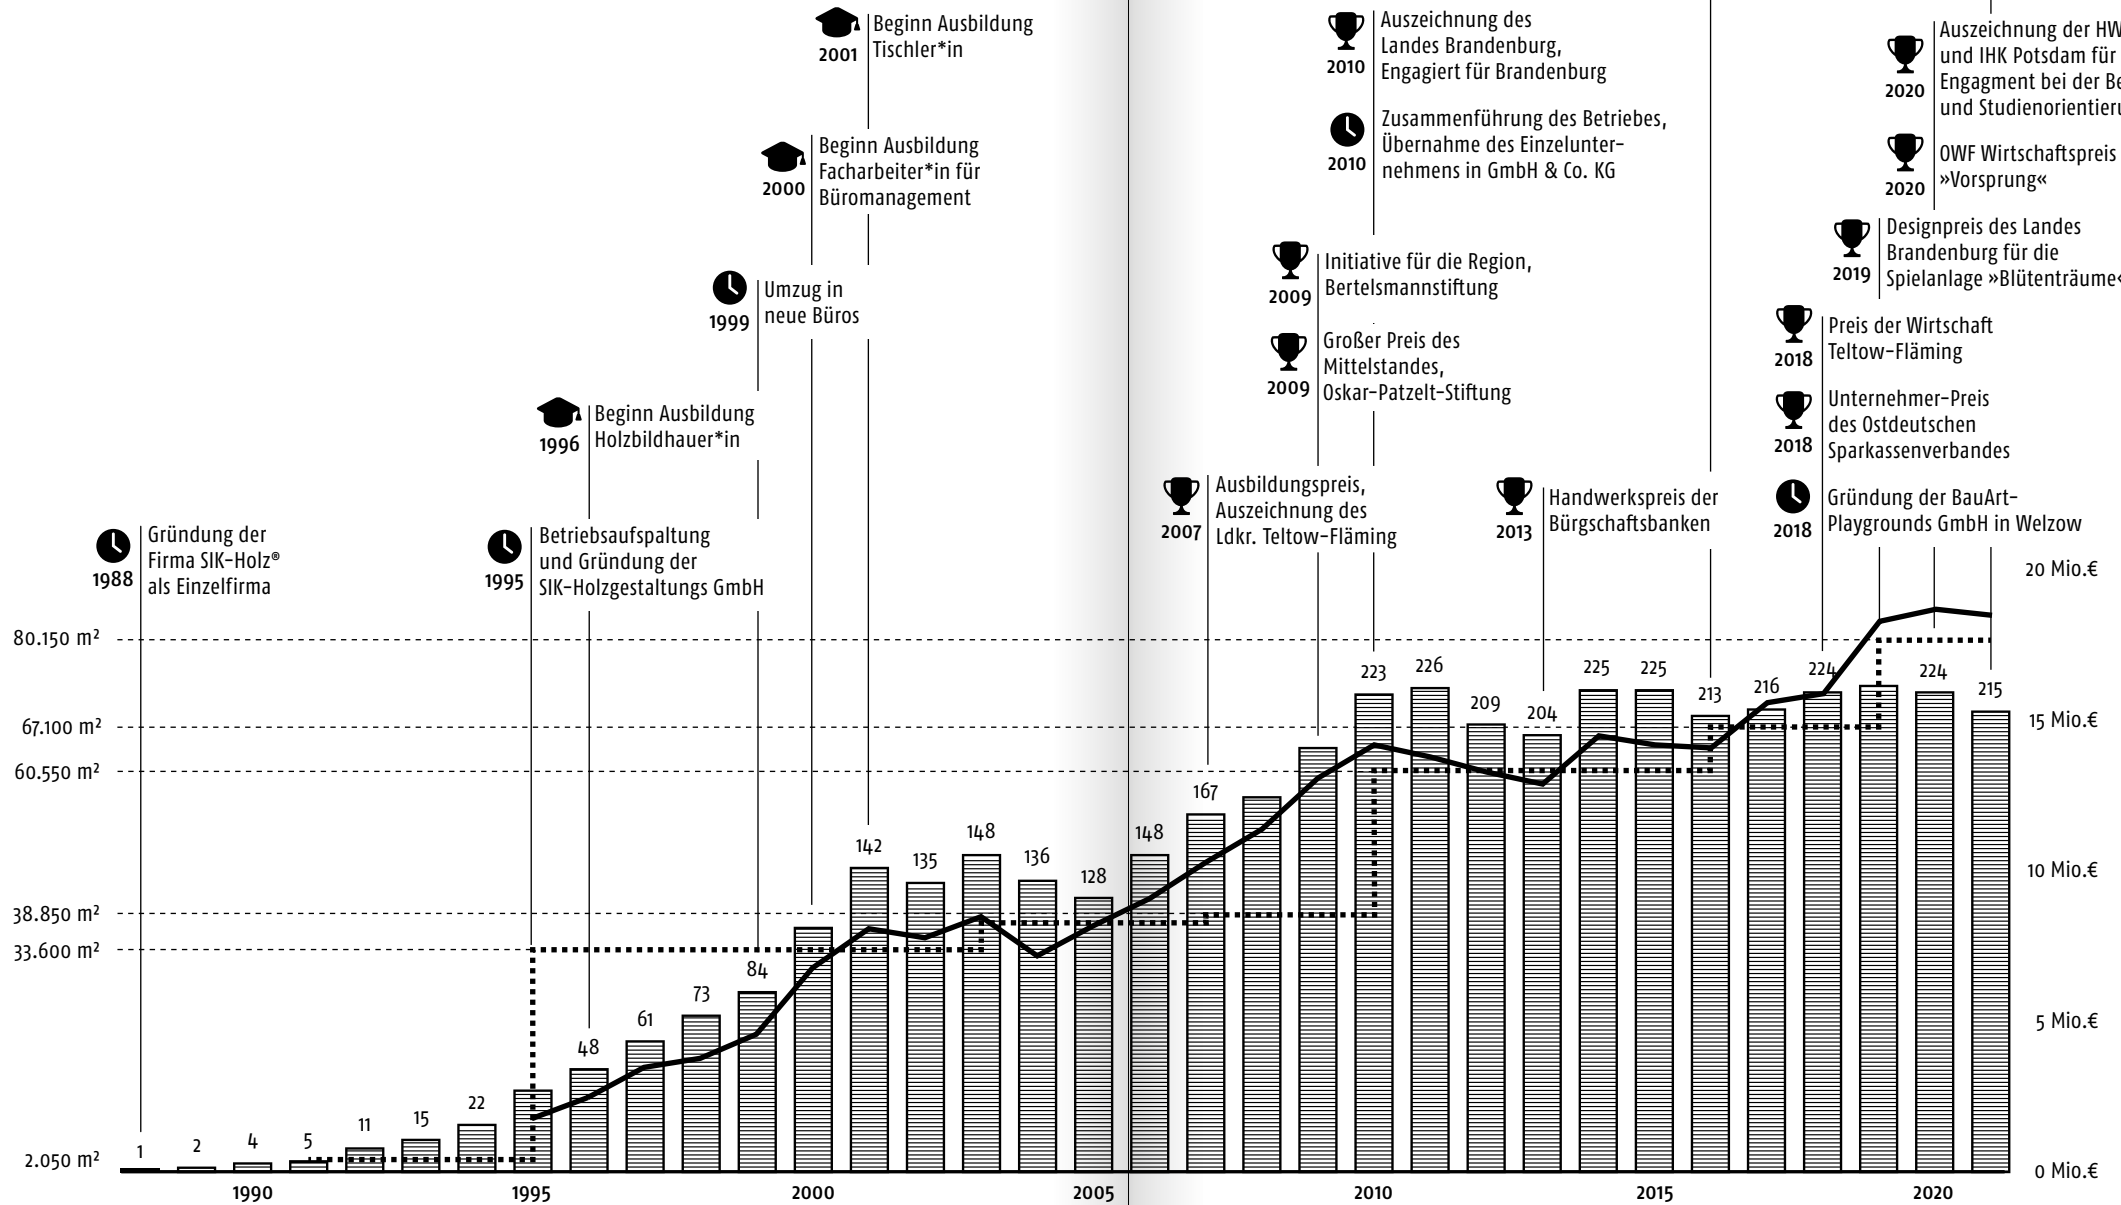 2001
Beginn Ausbildung
Tischler*in
2000
Beginn Ausbildung
Facharbeiter*in für
Büromanagement
1999
Umzug in
neue Büros
1996
Beginn Ausbildung
Holzbildhauer*in
1988
Gründung der
Firma SIK-Holz®
als Einzelfirma
1995
Betriebsaufspaltung
und Gründung der
SIK-Holzgestaltungs GmbH
2010
Auszeichnung des
Landes Brandenburg,
Engagiert für Brandenburg
2010
Zusammenführung des Betriebes,
Übernahme des Einzelunter-
nehmens in GmbH & Co. KG
2009
Initiative für die Region,
Bertelsmannstiftung
2009
Großer Preis des
Mittelstandes,
Oskar-Patzelt-Stiftung
2007
Ausbildungspreis,
Auszeichnung des
Ldkr. Teltow-Fläming
2013
Handwerkspreis der
Bürgschaftsbanken
2020
Auszeichnung der HW
und IHK Potsdam für
Engagment bei der Be
und Studienorientieru
2020
OWF Wirtschaftspreis
»Vorsprung«
2019
Designpreis des Landes
Brandenburg für die
Spielanlage »Blütenträume«
2018
Preis der Wirtschaft
Teltow-Fläming
2018
Unternehmer-Preis
des Ostdeutschen
Sparkassenverbandes
2018
Gründung der BauArt-
Playgrounds GmbH in Welzow
80.150 m²
67.100 m²
60.550 m²
38.850 m²
33.600 m²
2.050 m²
1
2
4
5
11
15
22
48
61
73
84
142
135
148
136
128
148
167
223
226
209
204
225
225
213
216
224
224
215
20 Mio.€
15 Mio.€
10 Mio.€
5 Mio.€
0 Mio.€
1990
1995
2000
2005
2010
2015
2020